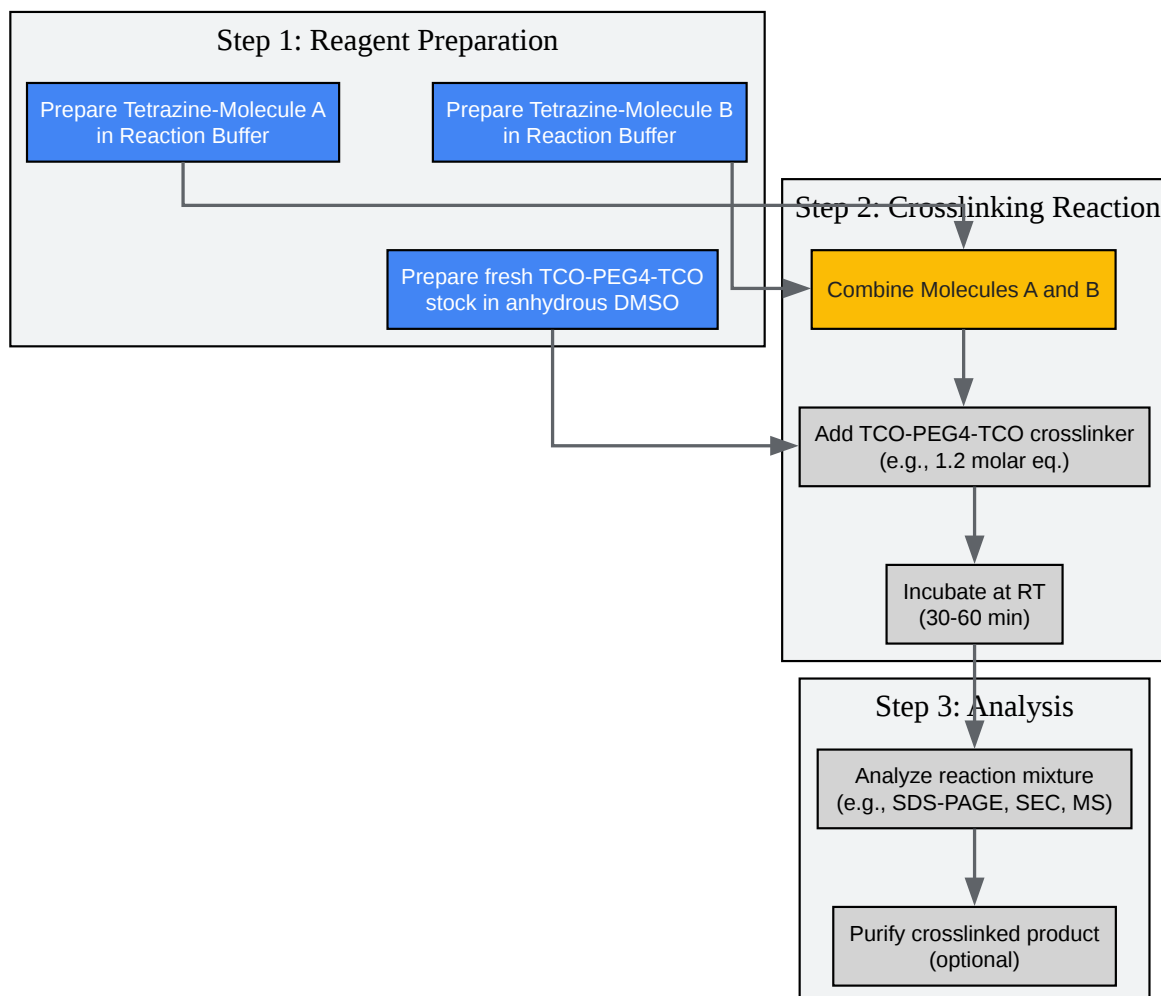 Step 1: Reagent Preparation
Prepare Tetrazine-Molecule A
in Reaction Buffer
Prepare Tetrazine-Molecule B
in Reaction Buffer
Prepare fresh TCO-PEG4-TCO
stock in anhydrous DMSO
Step 2: Crosslinking Reaction
Combine Molecules A and B
Add TCO-PEG4-TCO crosslinker
(e.g., 1.2 molar eq.)
Incubate at RT
(30-60 min)
Step 3: Analysis
Analyze reaction mixture
(e.g., SDS-PAGE, SEC, MS)
Purify crosslinked product
(optional)